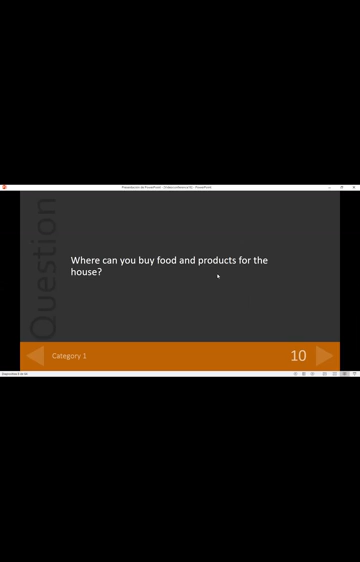 Question
Where can you buy food and products for the
house?
Category 1
10